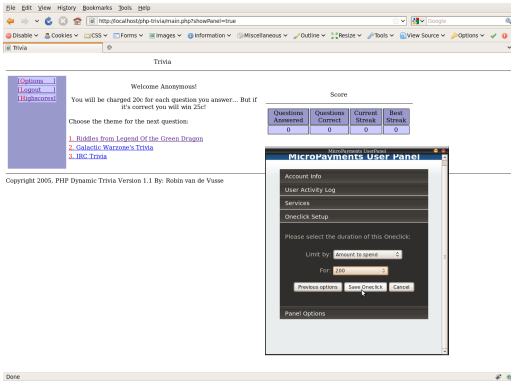 File Edit View History Bookmarks Tools Help
http://localhost/php-trivia/main.php?showPanel=true
Google
Disable Cookies CSS Forms Images Information Miscellaneous Outline Resize Tools View Source Options
Trivia
Trivia
[Options ]
[Logout ]
[Highscores]
Welcome Anonymous!
You will be charged 20c for each question you answer... But if
it's correct you will win 25c!
Choose the theme for the next question:
1. Riddles from Legend Of the Green Dragon
2. Galactic Warzone's Trivia
3. IRC Trivia
Score
Questions Answered Questions Correct Current Streak Best Streak
0 0 0 0
Copyright 2005, PHP Dynamic Trivia Version 1.1 By: Robin van de Vusse
MicroPayments UserPanel
MicroPayments User Panel
Account Info
User Activity Log
Services
Oneclick Setup
Please select the duration of this Oneclick:
Limit by: Amount to spend
For: 200
Previous options Save Oneclick Cancel
Panel Options
Done